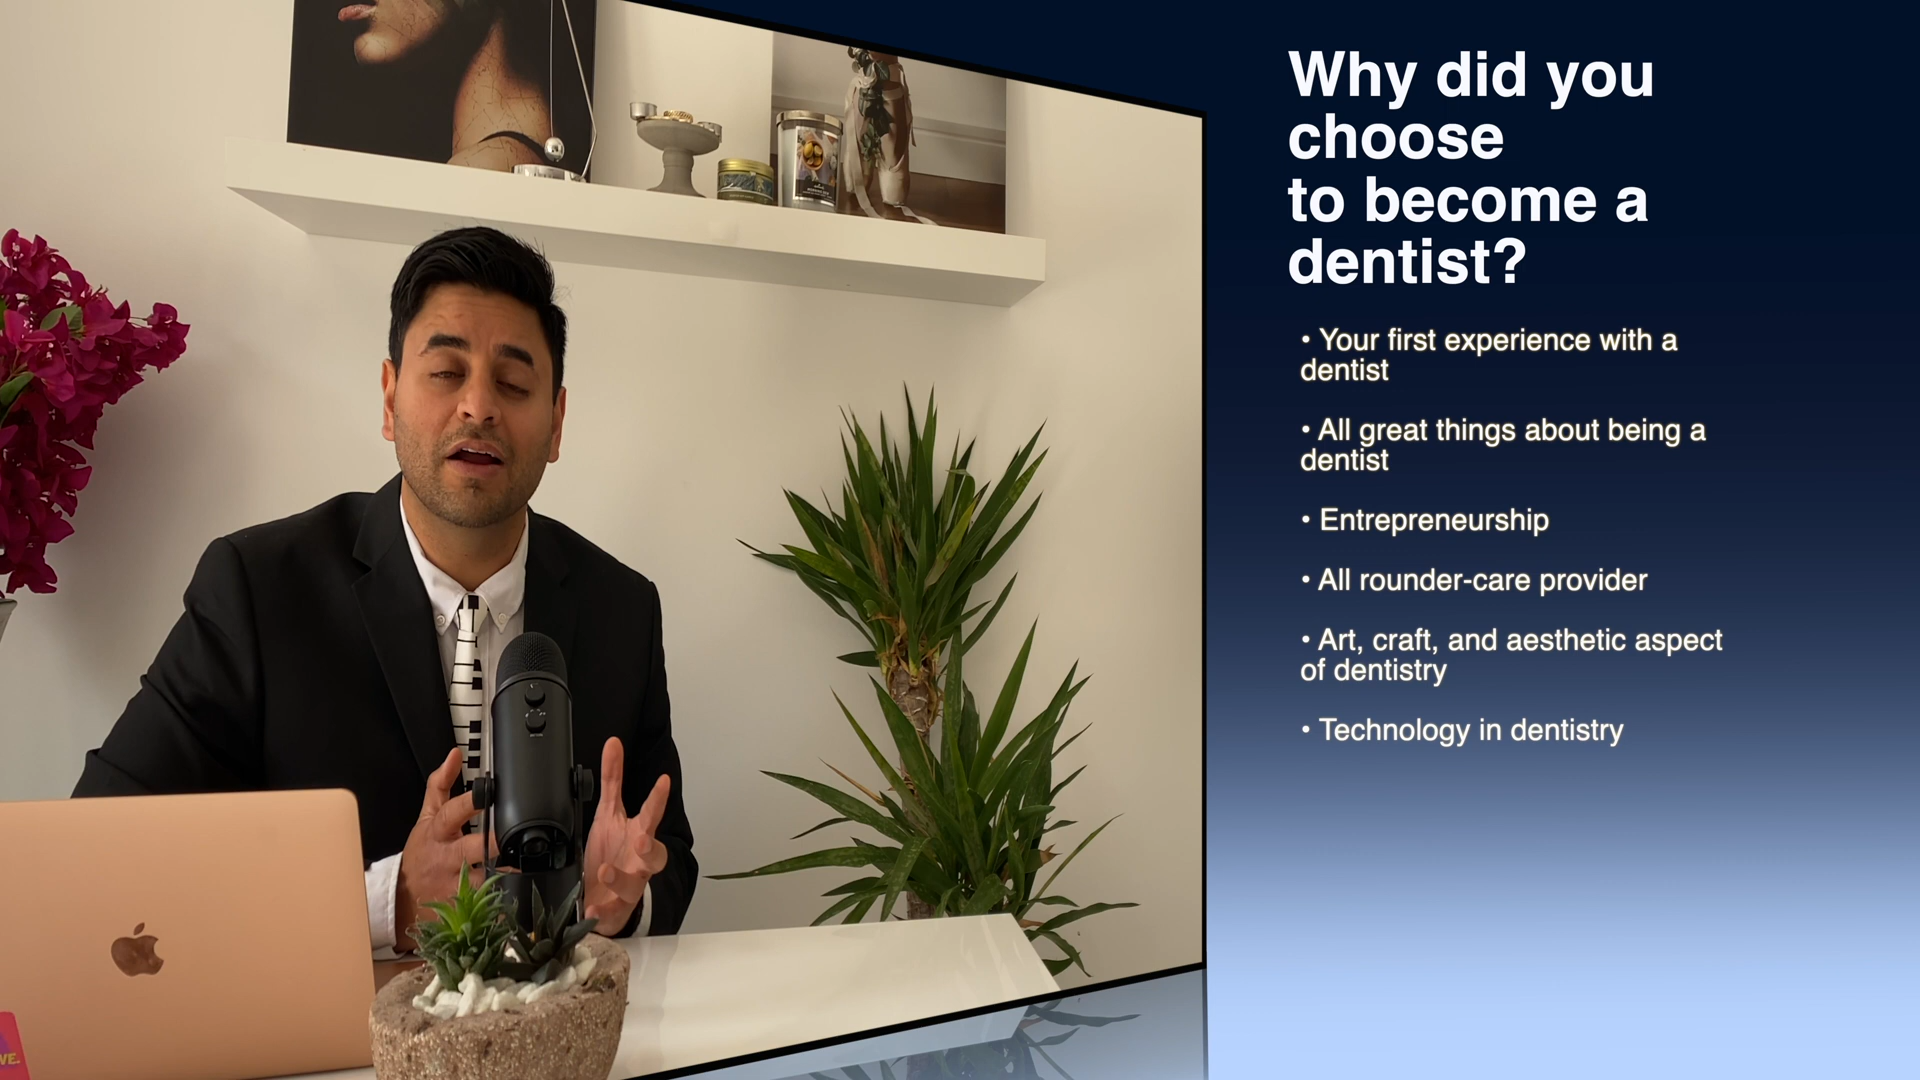 Why did you
choose
to become a
dentist?
• Your first experience with a
dentist
• All great things about being a
dentist
• Entrepreneurship
• All rounder-care provider
• Art, craft, and aesthetic aspect
of dentistry
• Technology in dentistry
VE.